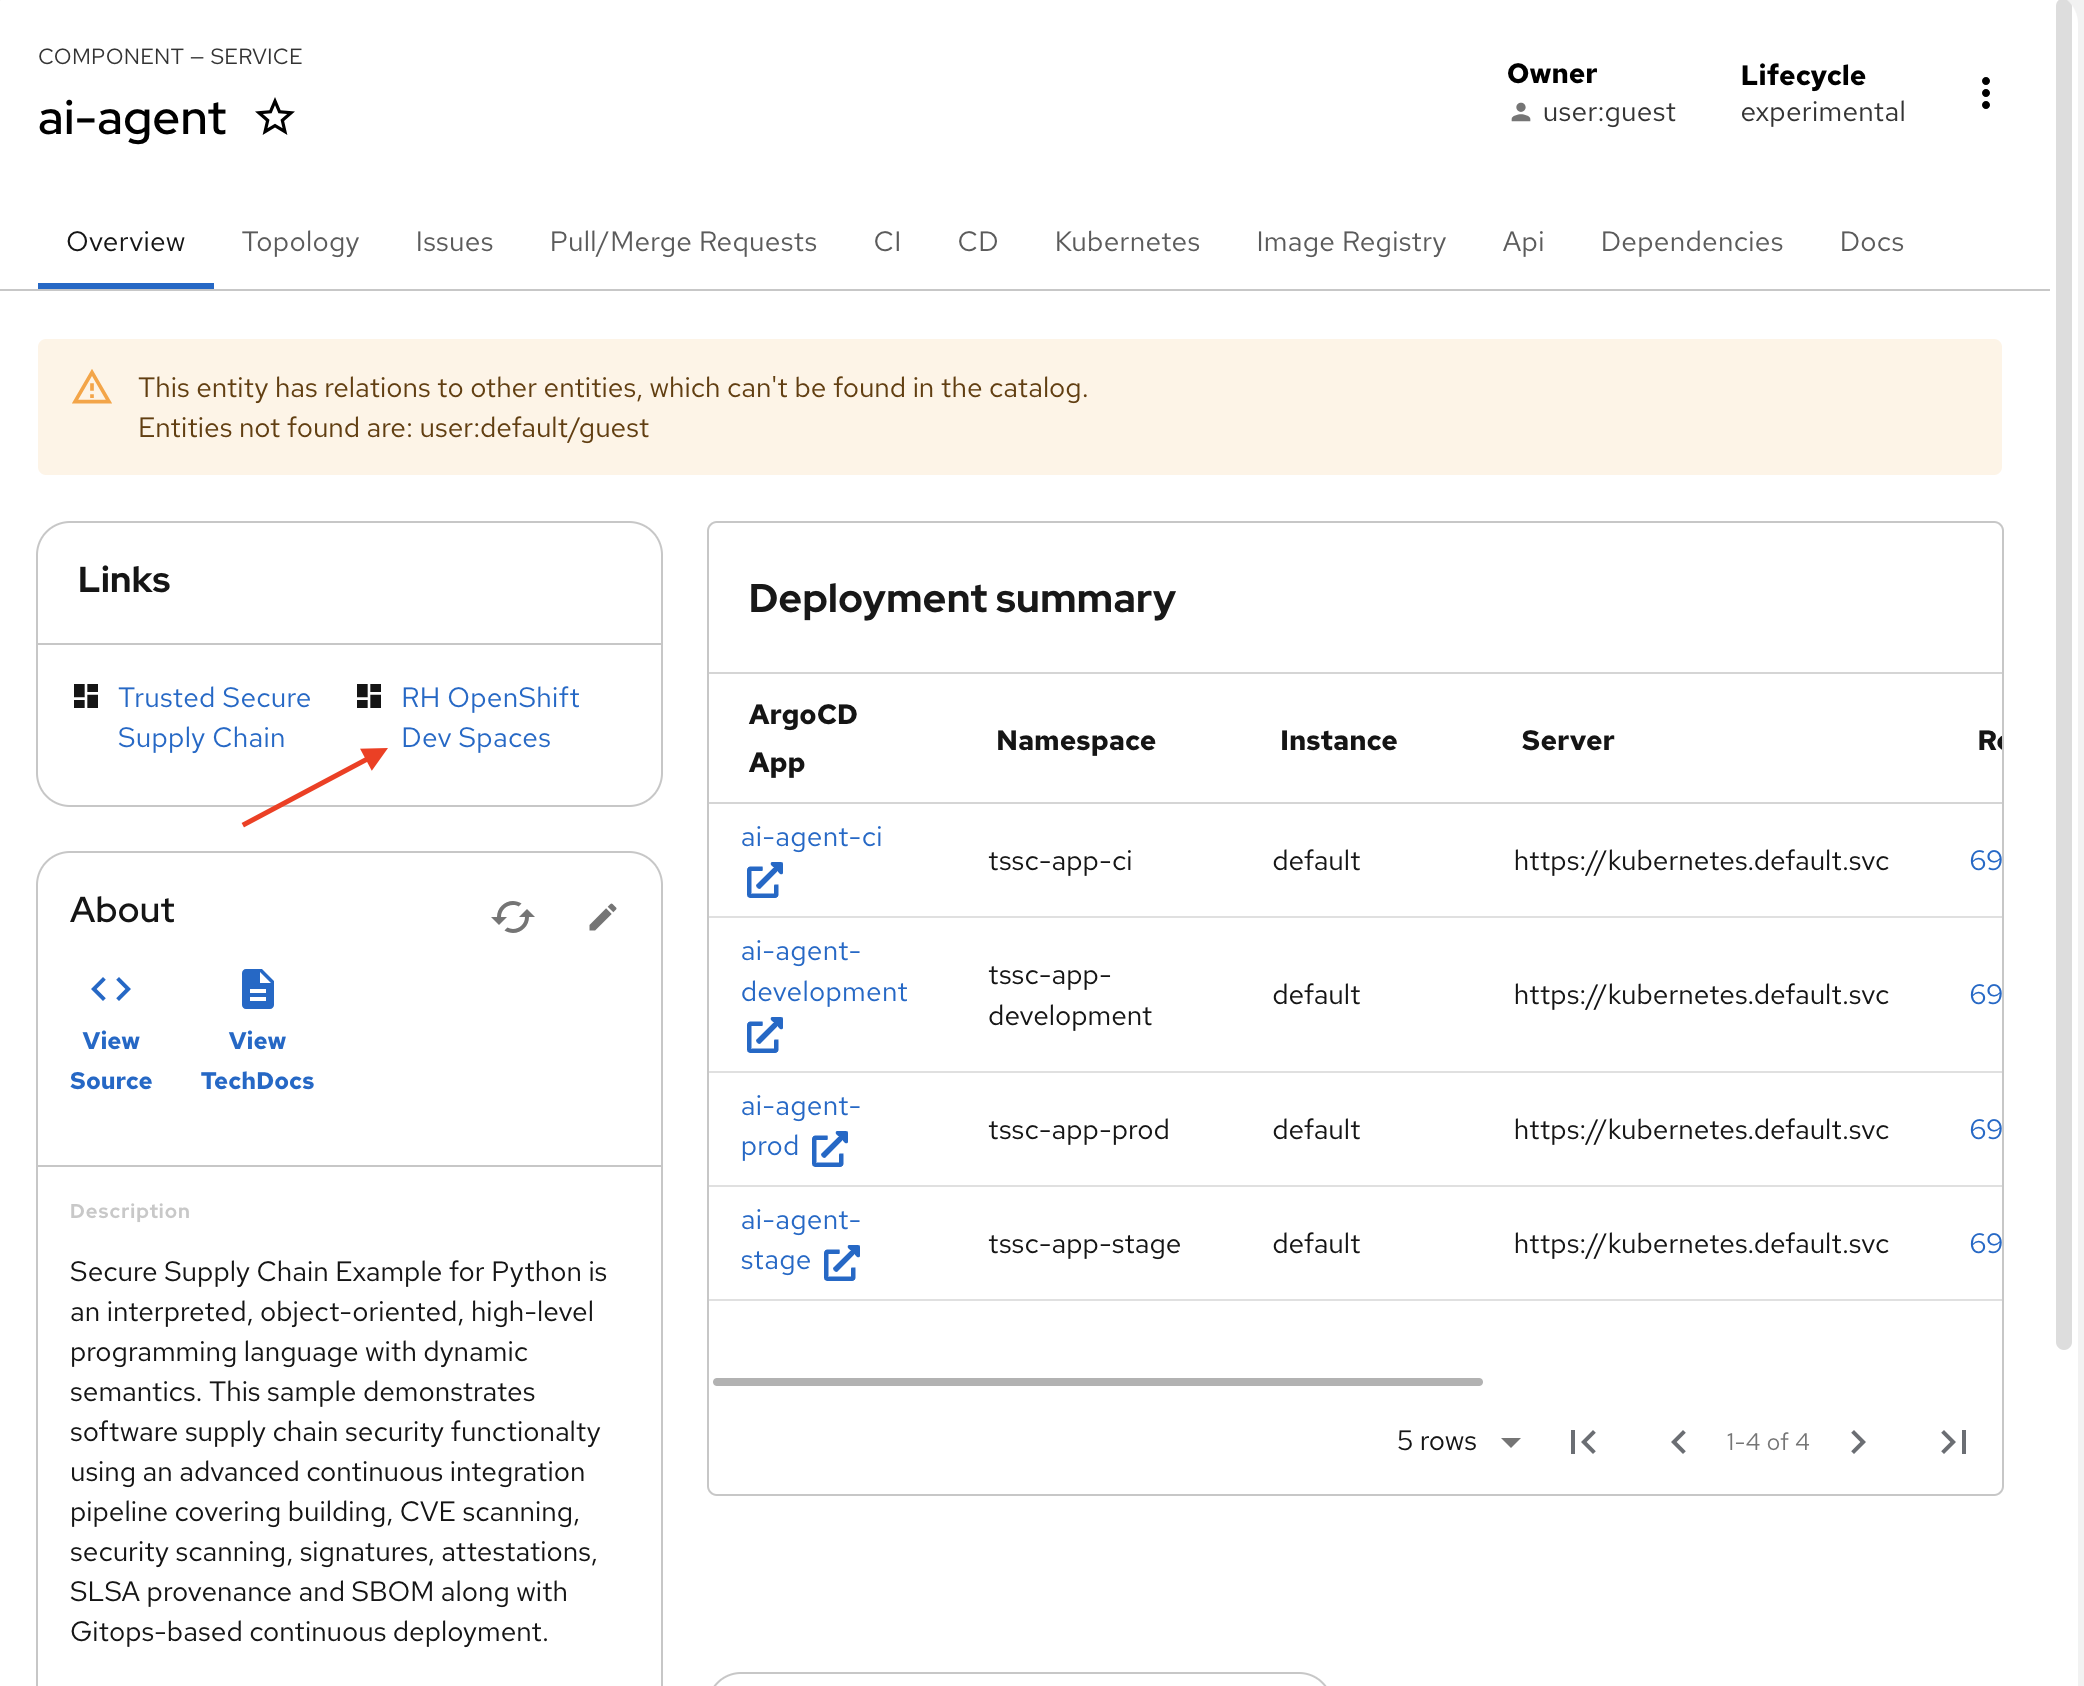 COMPONENT — SERVICE
ai-agent
Owner
user:guest
Lifecycle
experimental
Overview
Topology
Issues
Pull/Merge Requests
CI
CD
Kubernetes
Image Registry
Api
Dependencies
Docs
This entity has relations to other entities, which can't be found in the catalog.
Entities not found are: user:default/guest
Links
Trusted Secure
Supply Chain
RH OpenShift
Dev Spaces
About
View
Source
View
TechDocs
Description
Secure Supply Chain Example for Python is
an interpreted, object-oriented, high-level
programming language with dynamic
semantics. This sample demonstrates
software supply chain security functionalty
using an advanced continuous integration
pipeline covering building, CVE scanning,
security scanning, signatures, attestations,
SLSA provenance and SBOM along with
Gitops-based continuous deployment.
Deployment summary
ArgoCD
App
Namespace
Instance
Server
ai-agent-ci
tssc-app-ci
default
https://kubernetes.default.svc
69
ai-agent-
development
tssc-app-
development
default
https://kubernetes.default.svc
69
ai-agent-
prod
tssc-app-prod
default
https://kubernetes.default.svc
69
ai-agent-
stage
tssc-app-stage
default
https://kubernetes.default.svc
69
5 rows
1-4 of 4